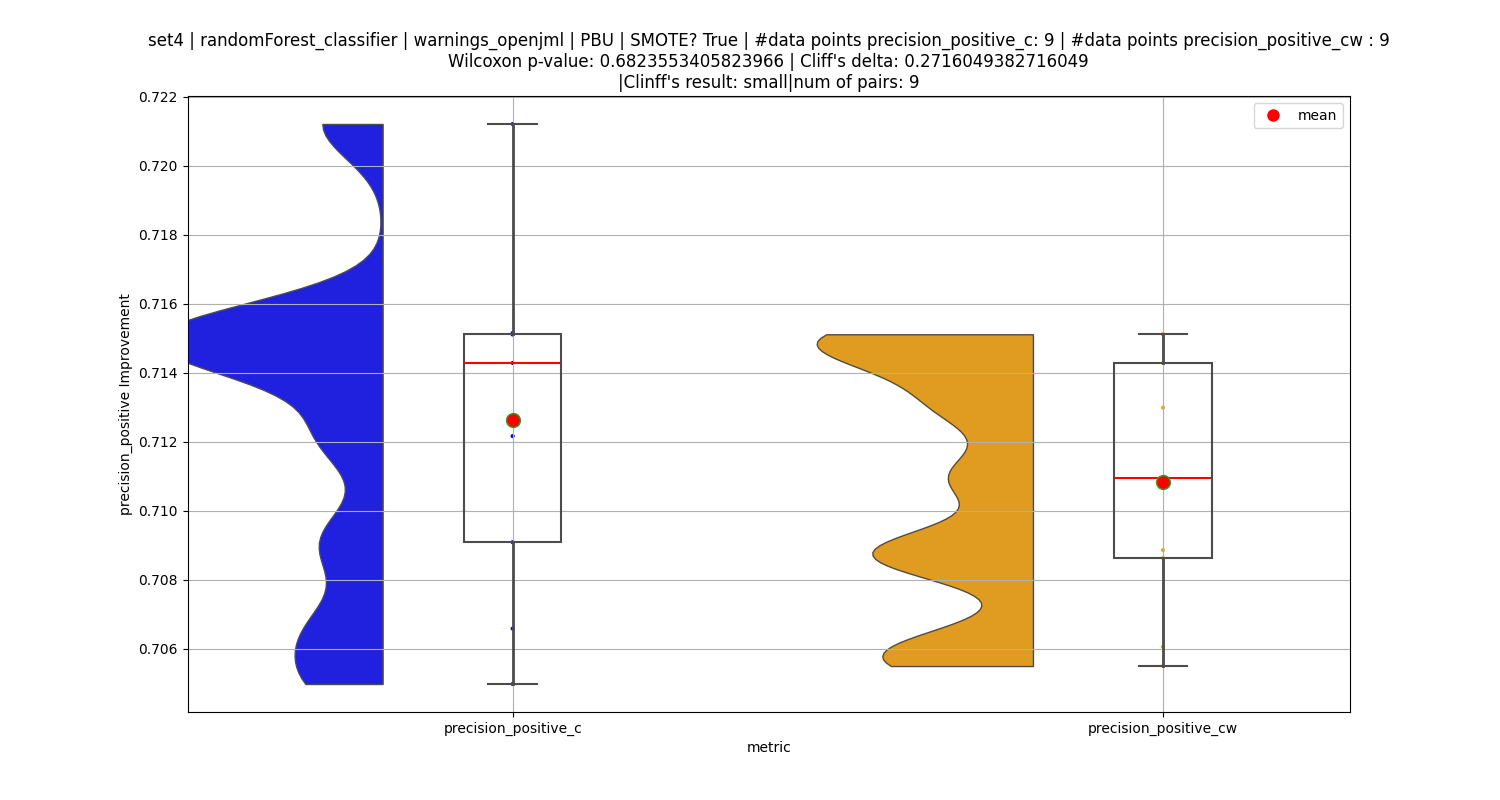 set4 | randomForest_classifier | warnings_openjml | PBU | SMOTE? True | #data points precision_positive_c: 9 | #data points precision_positive_cw : 9
Wilcoxon p-value: 0.6823553405823966 | Cliff's delta: 0.2716049382716049
|Clinff's result: small|num of pairs: 9
mean
0.722
0.720
0.718
0.716
0.714
0.712
0.710
0.708
0.706
precision_positive Improvement
precision_positive_c
precision_positive_cw
metric